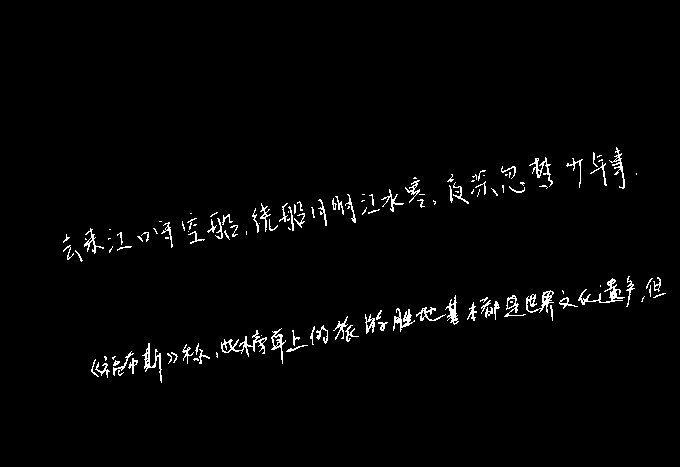 去来江口守空船,绕船月明江水寒,夜深忽梦少年事.
《福布斯》称,此榜单上的旅游胜地基本都是世界文化遗产,但